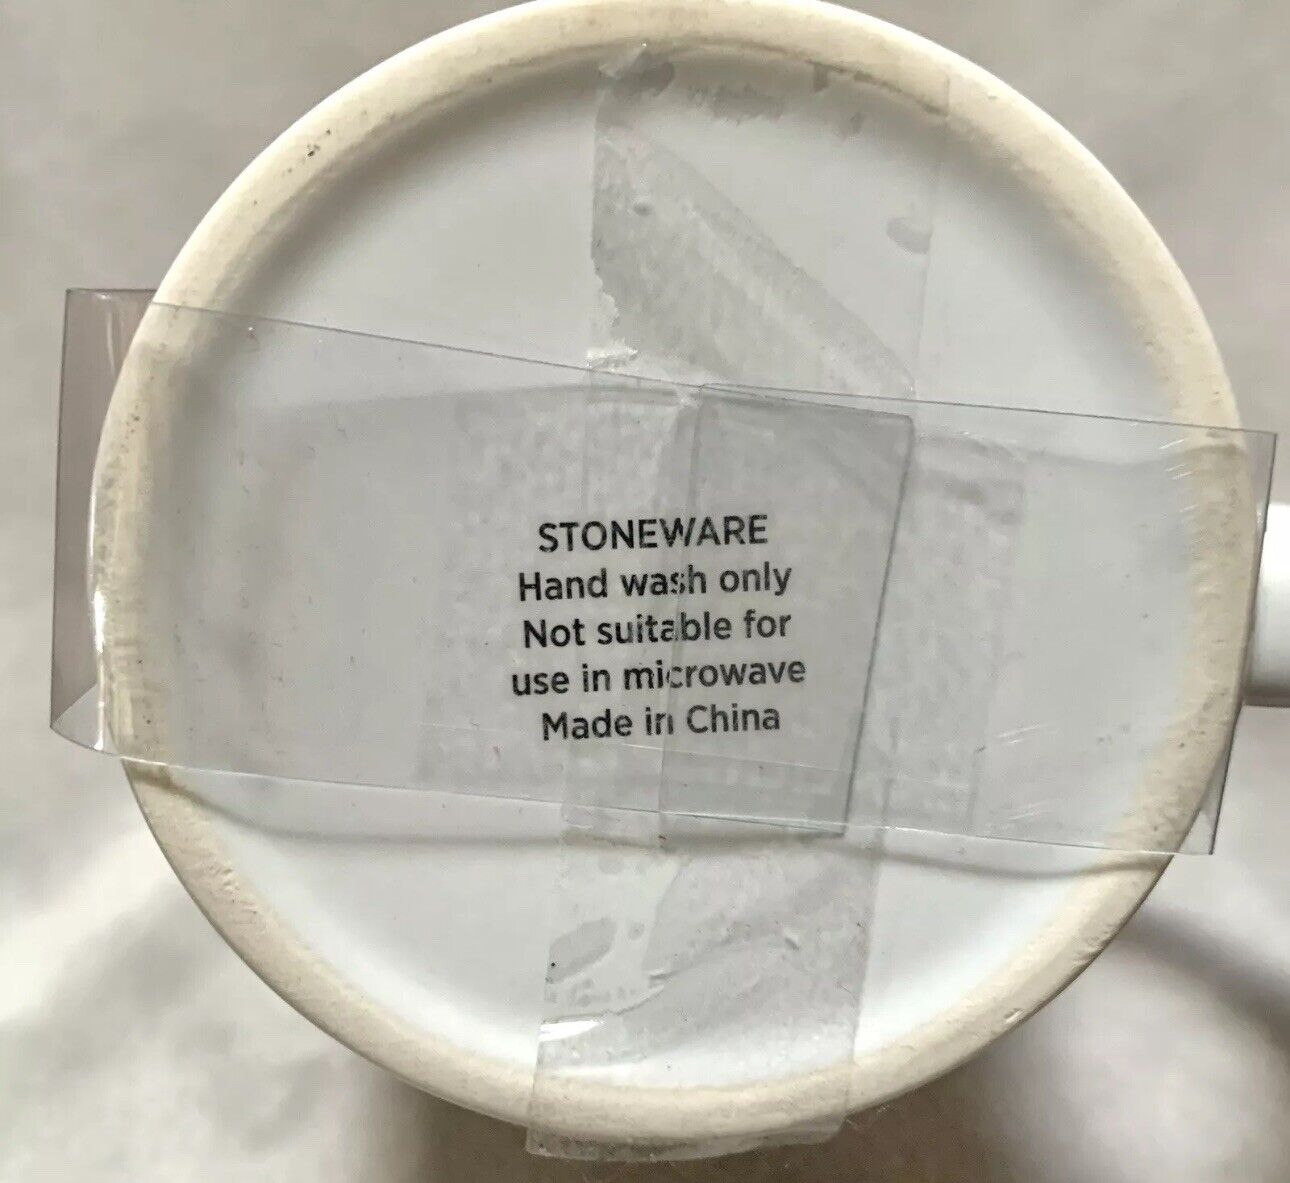 STONEWARE
Hand wash only
Not suitable for
use in microwave
Made in China